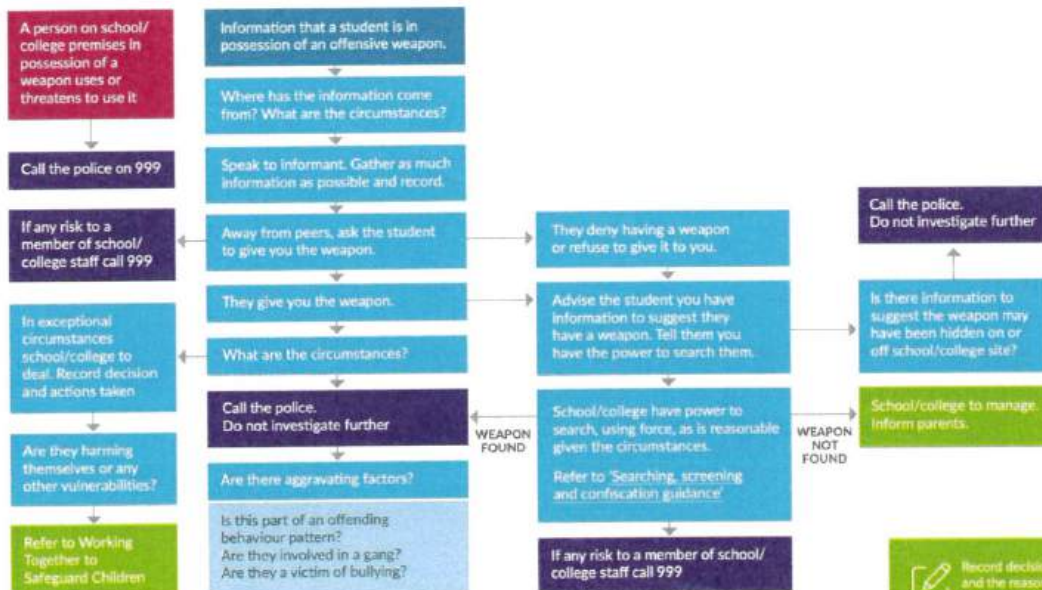 A person on school/
college premises in
possession of a
weapon uses or
threatens to use it
Call the police on 999
If any risk to a
member of school/
college staff call 999
In exceptional
circumstances
school/college to
deal. Record decision
and actions taken
Are they harming
themselves or any
other vulnerabilities?
Refer to Working
Together to
Safeguard Children
Information that a student is in
possession of an offensive weapon.
Where has the information come
from? What are the circumstances?
Speak to informant. Gather as much
information as possible and record.
Away from peers, ask the student
to give you the weapon.
They give you the weapon.
What are the circumstances?
Call the police.
Do not investigate further
Are there aggravating factors?
Is this part of an offending
behaviour pattern?
Are they involved in a gang?
Are they a victim of bullying?
WEAPON
FOUND
They deny having a weapon
or refuse to give it to you.
Advise the student you have
information to suggest they
have a weapon. Tell them you
have the power to search them.
School/college have power to
search, using force, as is reasonable
given the circumstances.
Refer to 'Searching, screening
and confiscation guidance'
If any risk to a member of school/
college staff call 999
WEAPON
NOT
FOUND
Call the police.
Do not investigate further
Is there information to
suggest the weapon may
have been hidden on or
off school/college site?
School/college to manage.
Inform parents.
Record decisio
and the reaso